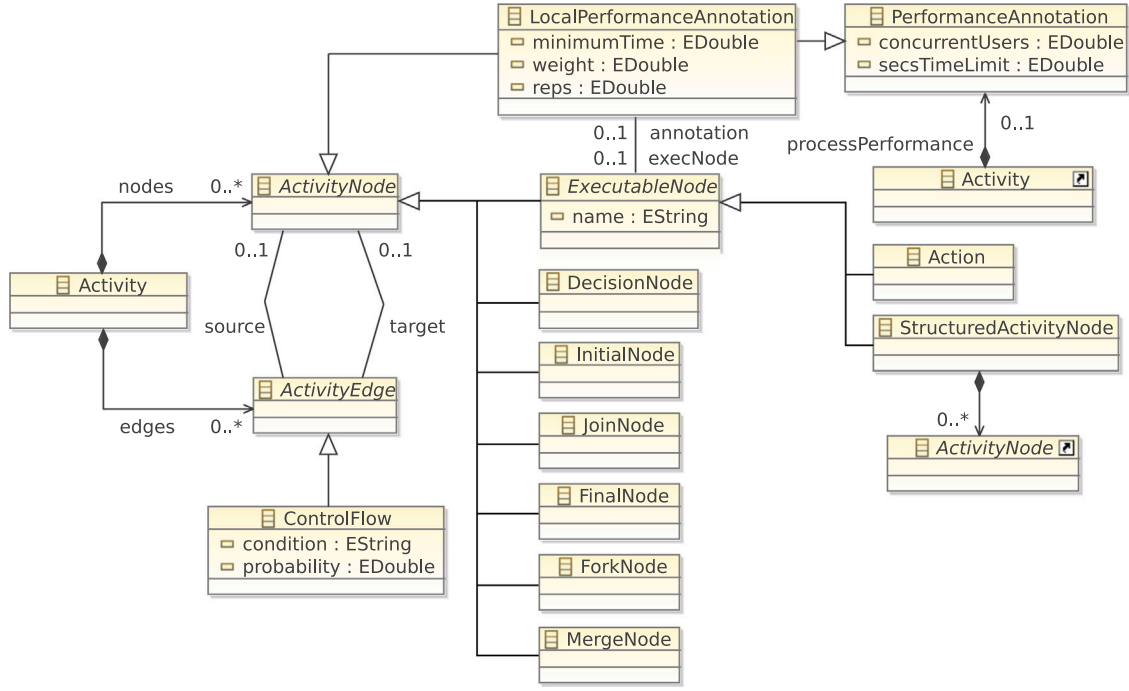 LocalPerformanceAnnotation
minimumTime : EDouble
weight : EDouble
reps : EDouble
PerformanceAnnotation
concurrentUsers : EDouble
secsTimeLimit : EDouble
0..1 annotation
0..1 execNode
0..1
processPerformance
Activity
nodes 0..*
ActivityNode
ExecutableNode
name : EString
0..1 0..1
Activity
source target
Action
DecisionNode
StructuredActivityNode
InitialNode
ActivityEdge
edges 0..*
JoinNode
0..*
ActivityNode
FinalNode
ControlFlow
condition : EString
probability : EDouble
ForkNode
MergeNode